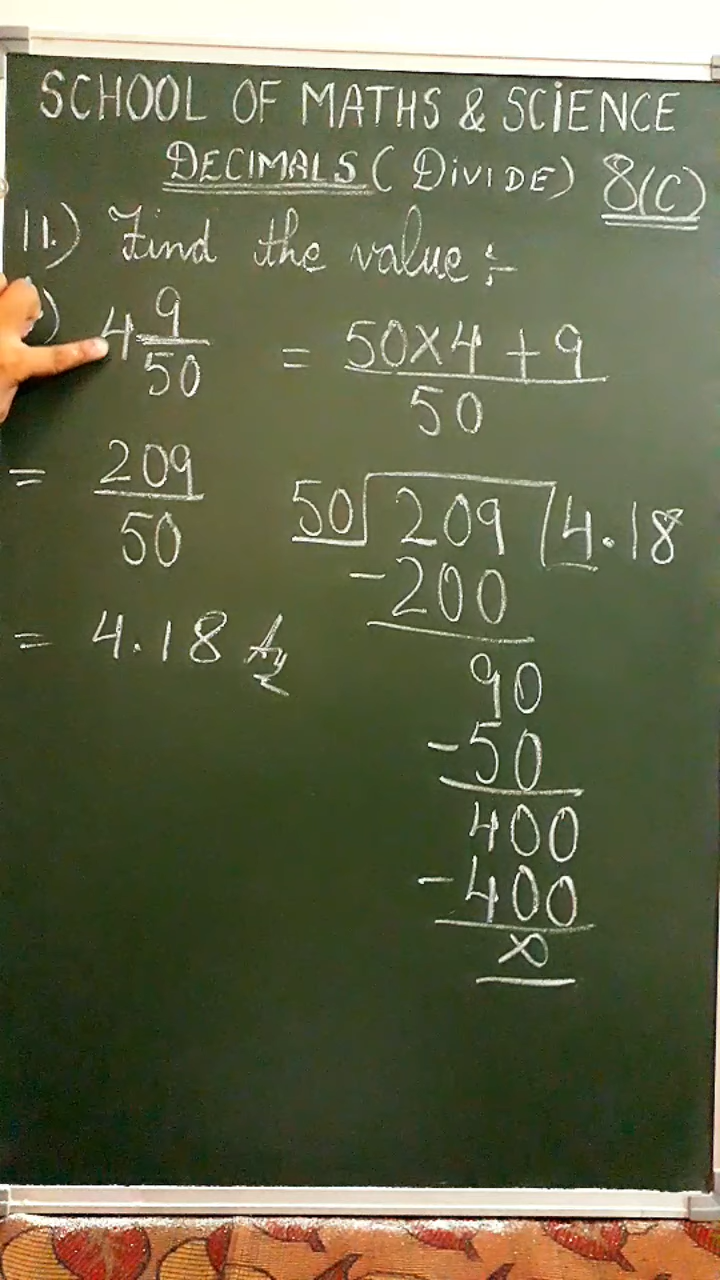 SCHOOL OF MATHS & SCIENCE
DECIMALS (DIVIDE) 8(C)
11.) Find the value :-
) 4 9/50 = 50×4+9/50
= 209/50
50 209 4.18
-200
= 4.18
90
-50
400
-400
×